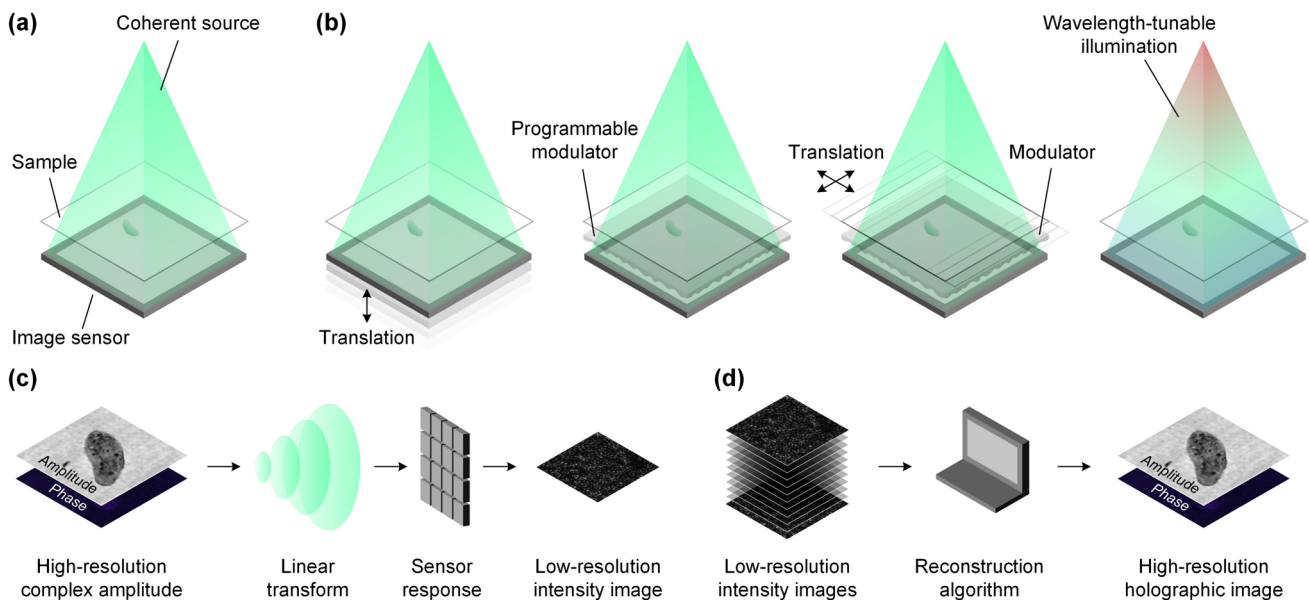 (a)
Coherent source
Sample
Image sensor
(b)
Translation
Programmable
modulator
Translation
Modulator
Wavelength-tunable
illumination
(c)
Amplitude
Phase
High-resolution
complex amplitude
Linear
transform
Sensor
response
Low-resolution
intensity image
(d)
Low-resolution
intensity images
Reconstruction
algorithm
Amplitude
Phase
High-resolution
holographic image